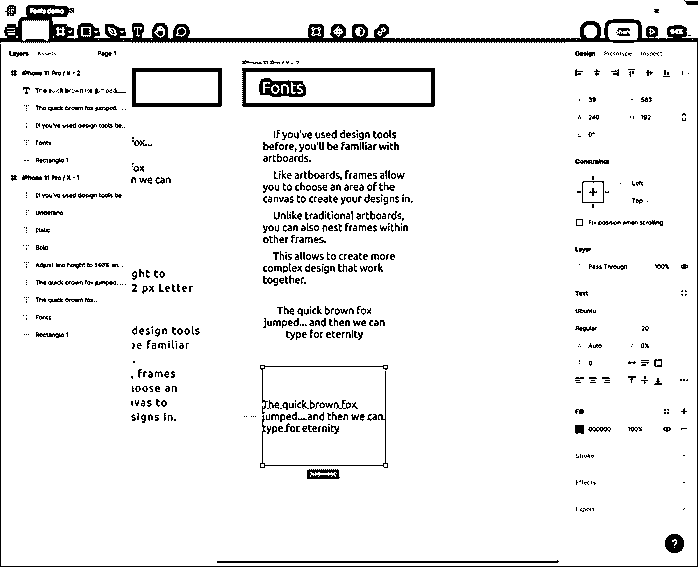 Fonts demo
Share
Layers Assets Page 1
Design Prototype Inspect
iPhone 11 Pro / X - 2
The quick brown fox jumped...
The quick brown fox jumped...
If you've used design tools be...
Fonts
Rectangle 1
iPhone 11 Pro / X - 1
If you've used design tools be
Underline
Italic
Bold
Adjust line height to 150% an...
The quick brown fox jumped...
The quick brown fox...
Fonts
Rectangle 1
fox...
fox
n we can
ght to
2 px Letter
design tools
be familiar
, frames
oose an
vas to
signs in.
iPhone 11 Pro / X - 2
Fonts
If you've used design tools
before, you'll be familiar with
artboards.
Like artboards, frames allow
you to choose an area of the
canvas to create your designs in.
Unlike traditional artboards,
you can also nest frames within
other frames.
This allows to create more
complex design that work
together.
The quick brown fox
jumped... and then we can
type for eternity
The quick brown fox
jumped... and then we can
type for eternity
39 583
240 192
0°
Constraints
Left
Top
Fix position when scrolling
Layer
Pass Through 100%
Text
Ubuntu
Regular 20
Auto 0%
0
Fill
000000 100%
Stroke
Effects
Export
?